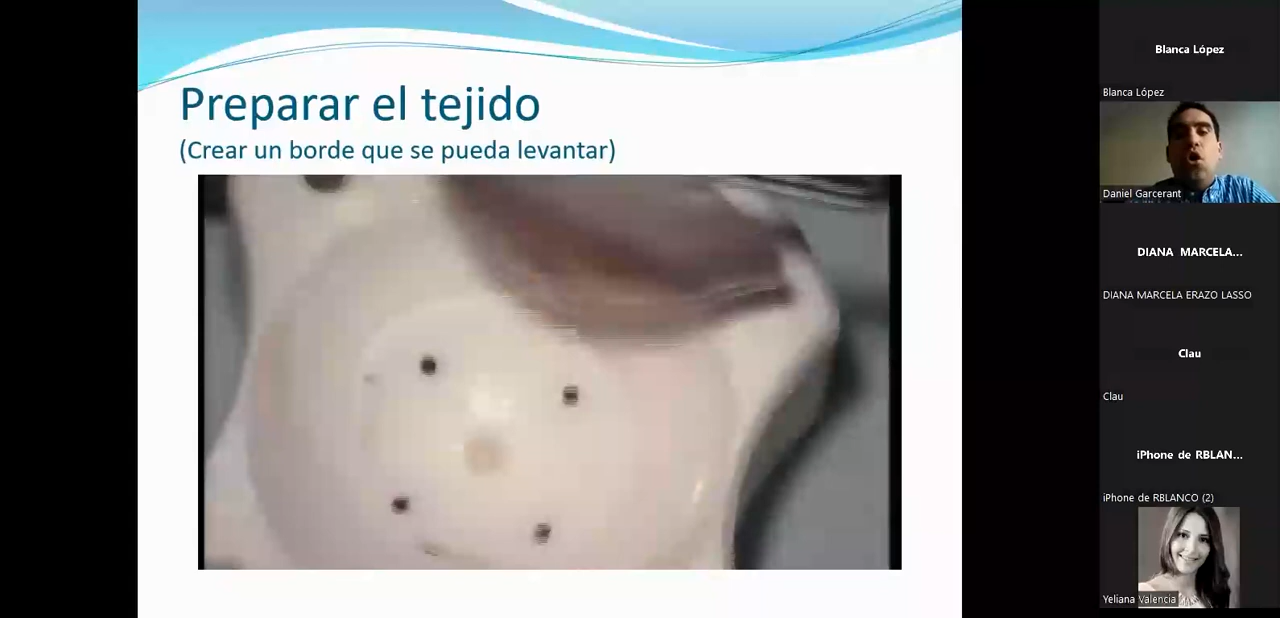 Preparar el tejido
(Crear un borde que se pueda levantar)
Blanca López
Blanca López
Daniel Garcerant
DIANA MARCELA...
DIANA MARCELA ERAZO LASSO
Clau
Clau
iPhone de RBLAN...
iPhone de RBLANCO (2)
Yeliana Valencia